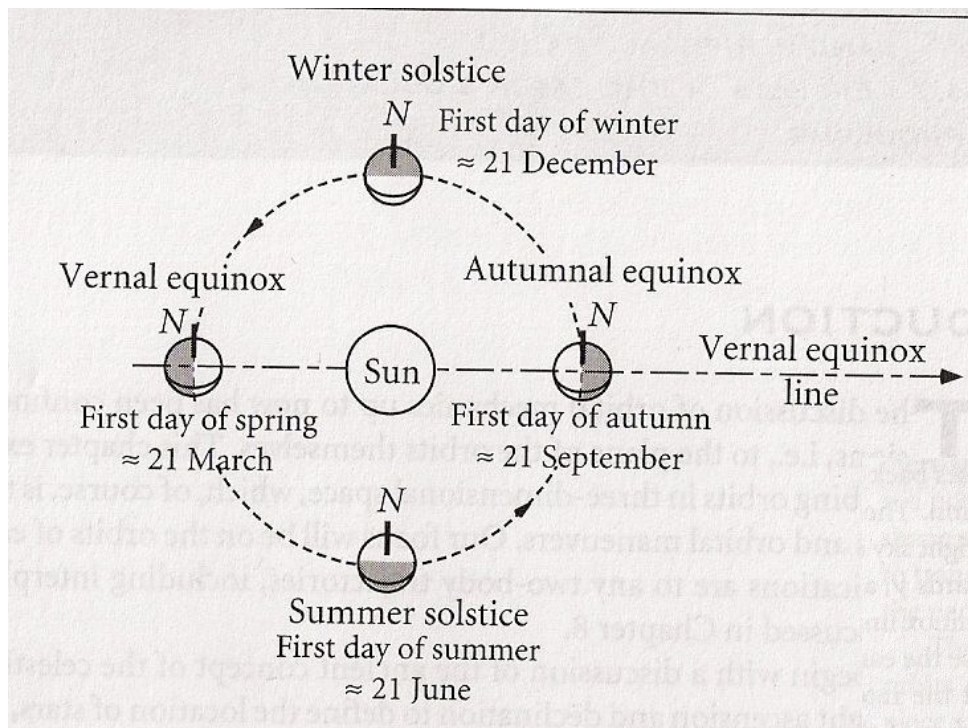 Winter solstice
N
First day of winter
≈ 21 December
Vernal equinox
Autumnal equinox
N
N
Sun
Vernal equinox
line
First day of spring
≈ 21 March
First day of autumn
≈ 21 September
N
Summer solstice
First day of summer
≈ 21 June